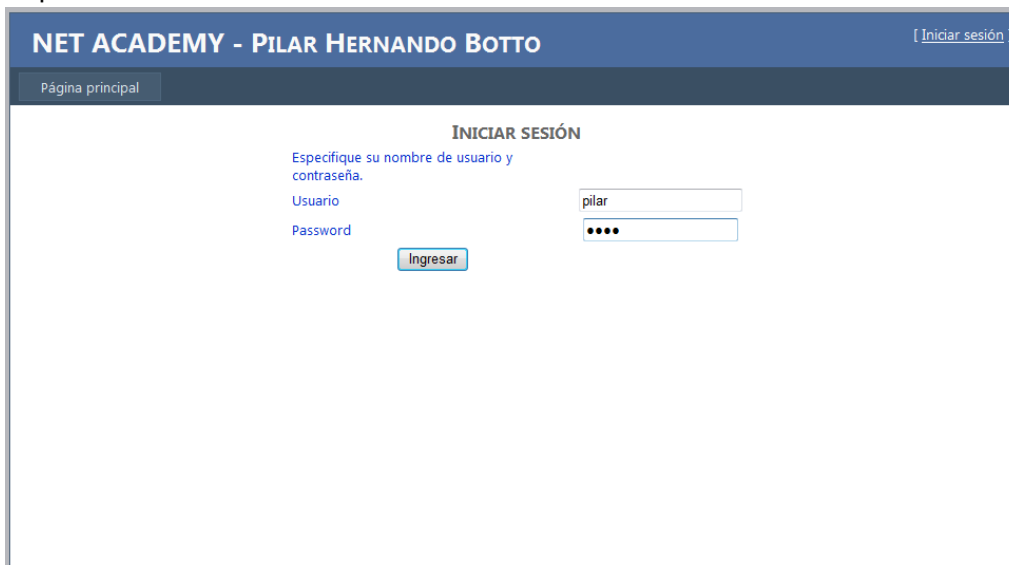 NET ACADEMY - PILAR HERNANDO BOTTO
[ Iniciar sesión ]
Página principal
INICIAR SESIÓN
Especifique su nombre de usuario y
contraseña.
Usuario
pilar
Password
••••
Ingresar